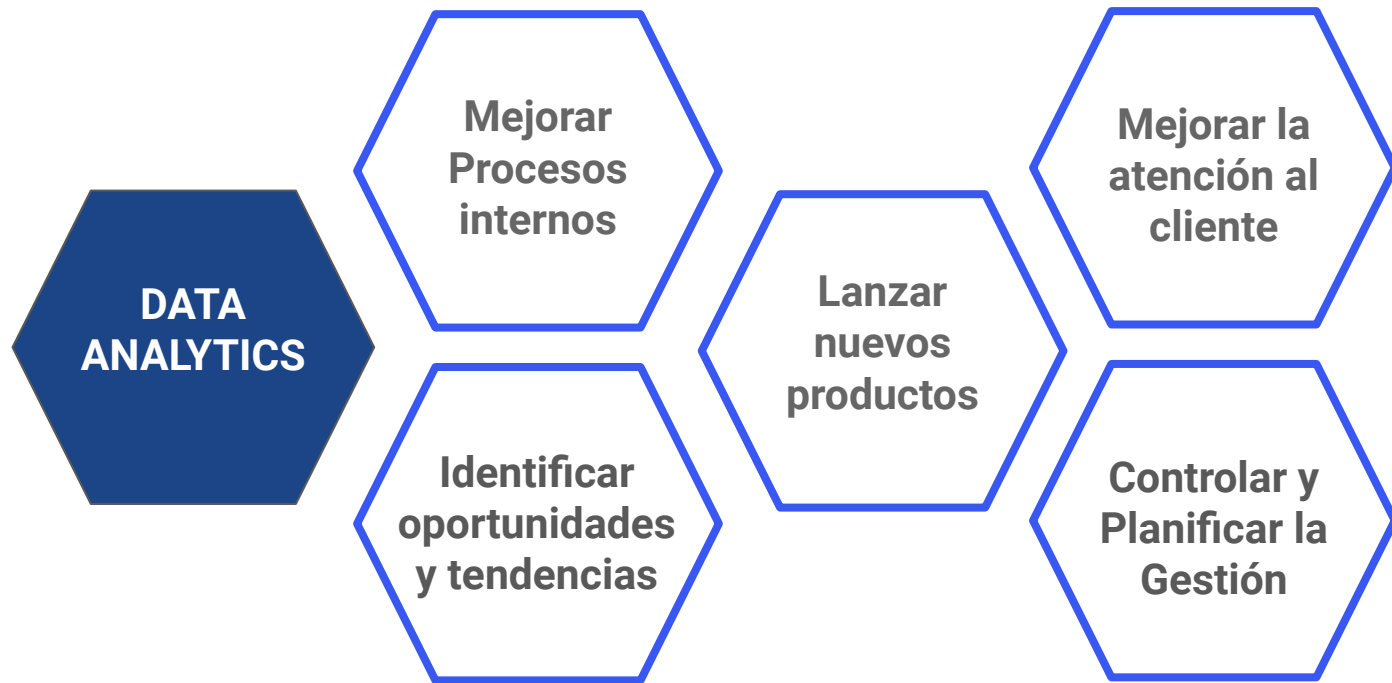 DATA
ANALYTICS
Mejorar
Procesos
internos
Identificar
oportunidades
y tendencias
Lanzar
nuevos
productos
Mejorar la
atención al
cliente
Controlar y
Planificar la
Gestión